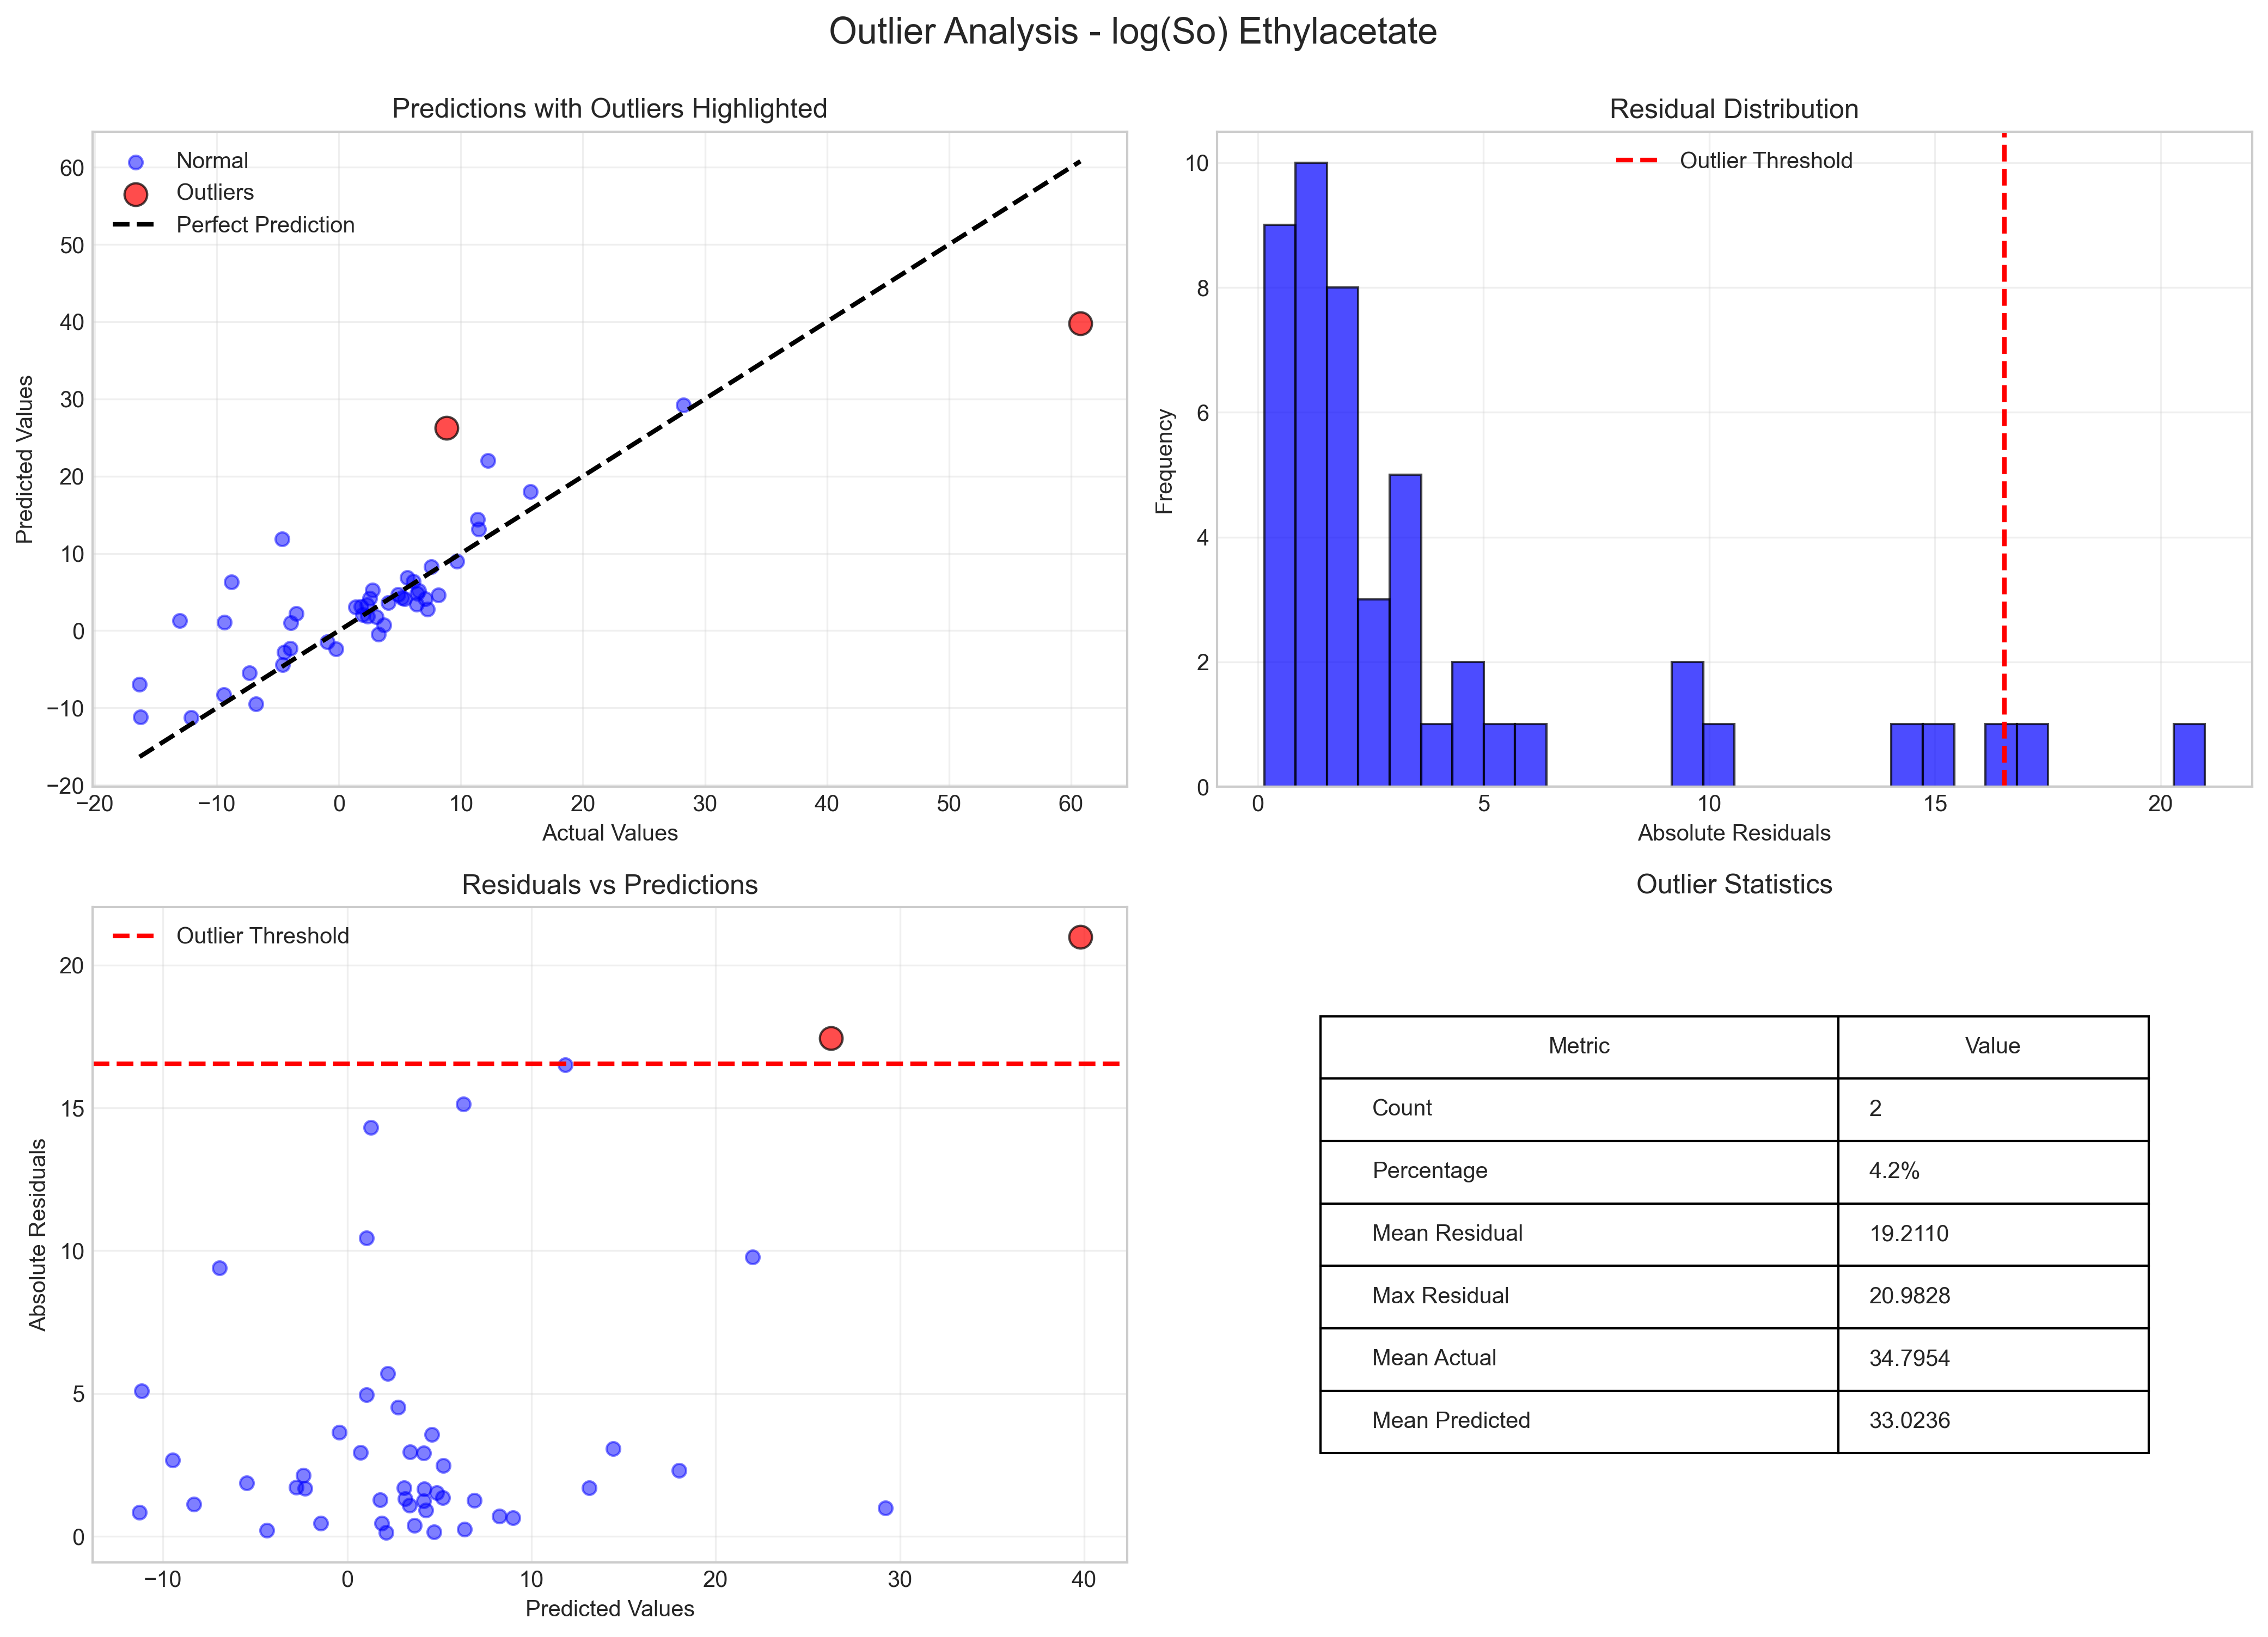 Outlier Analysis - log(So) Ethylacetate
Predictions with Outliers Highlighted
Normal
Outliers
Perfect Prediction
60
50
40
30
20
10
0
−10
−20
−20 −10 0 10 20 30 40 50 60
Predicted Values
Actual Values
Residual Distribution
Outlier Threshold
10
8
6
4
2
0
0 5 10 15 20
Frequency
Absolute Residuals
Residuals vs Predictions
Outlier Threshold
20
15
10
5
0
−10 0 10 20 30 40
Absolute Residuals
Predicted Values
Outlier Statistics
Metric Value
Count 2
Percentage 4.2%
Mean Residual 19.2110
Max Residual 20.9828
Mean Actual 34.7954
Mean Predicted 33.0236